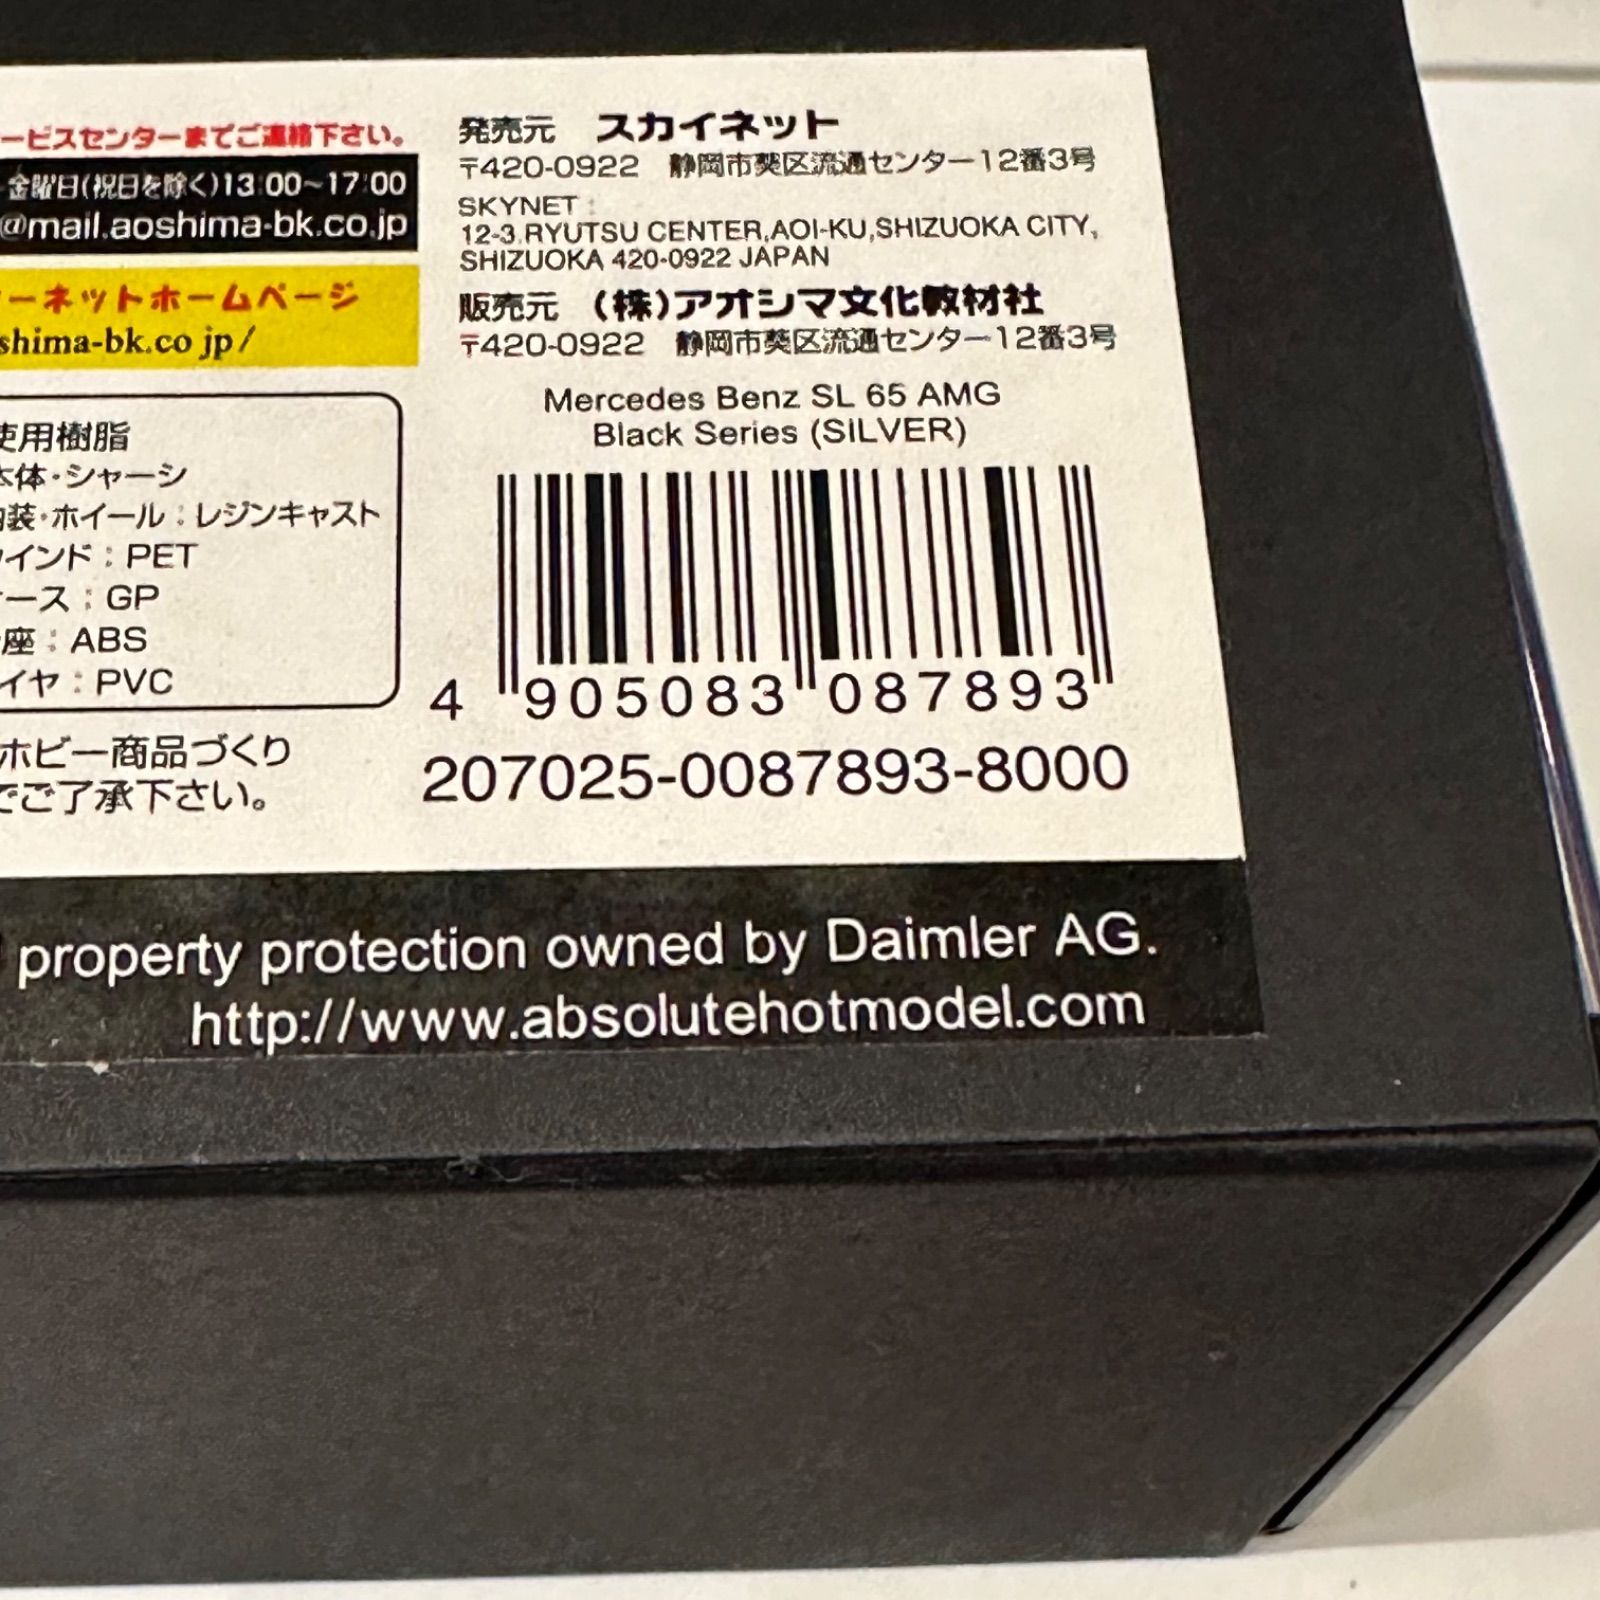 ービスセンターまでご連絡下さい。
金曜日(祝日を除く)13:00~17:00
@mail.aoshima-bk.co.jp
ーネットホームページ
shima-bk.co.jp/
使用樹脂
本体・シャーシ
内装・ホイール:レジンキャスト
ウインド:PET
ケース:GP
台座:ABS
タイヤ:PVC
ホビー商品づくり
でご了承下さい。
発売元 スカイネット
〒420-0922 静岡市葵区流通センター12番3号
SKYNET:
12-3,RYUTSU CENTER,AOI-KU,SHIZUOKA CITY,
SHIZUOKA 420-0922 JAPAN
販売元 (株)アオシマ文化教材社
〒420-0922 静岡市葵区流通センター12番3号
Mercedes Benz SL 65 AMG
Black Series (SILVER)
4 905083 087893
207025-0087893-8000
property protection owned by Daimler AG.
http://www.absolutehotmodel.com